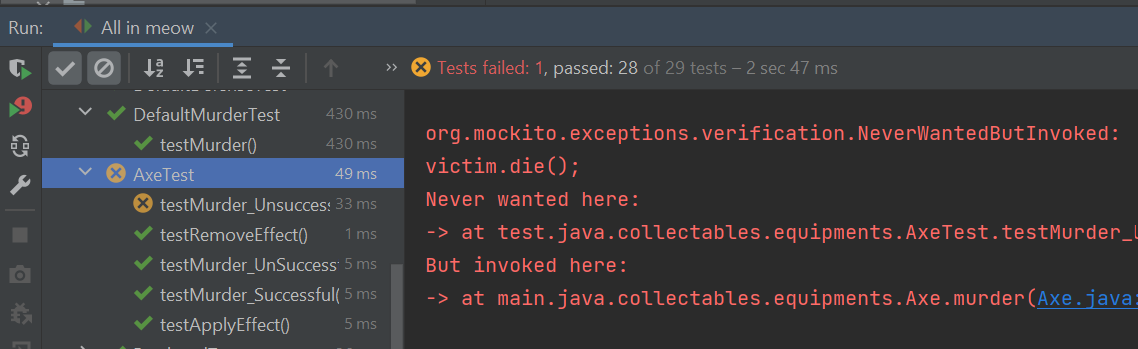 Run: All in meow
Tests failed: 1, passed: 28 of 29 tests – 2 sec 47 ms
DefaultMurderTest 430 ms
testMurder() 430 ms
AxeTest 49 ms
testMurder_Unsuccess 33 ms
testRemoveEffect() 1 ms
testMurder_UnSuccess 5 ms
testMurder_Successful( 5 ms
testApplyEffect() 5 ms
org.mockito.exceptions.verification.NeverWantedButInvoked:
victim.die();
Never wanted here:
-> at test.java.collectables.equipments.AxeTest.testMurder_
But invoked here:
-> at main.java.collectables.equipments.Axe.murder(Axe.java: